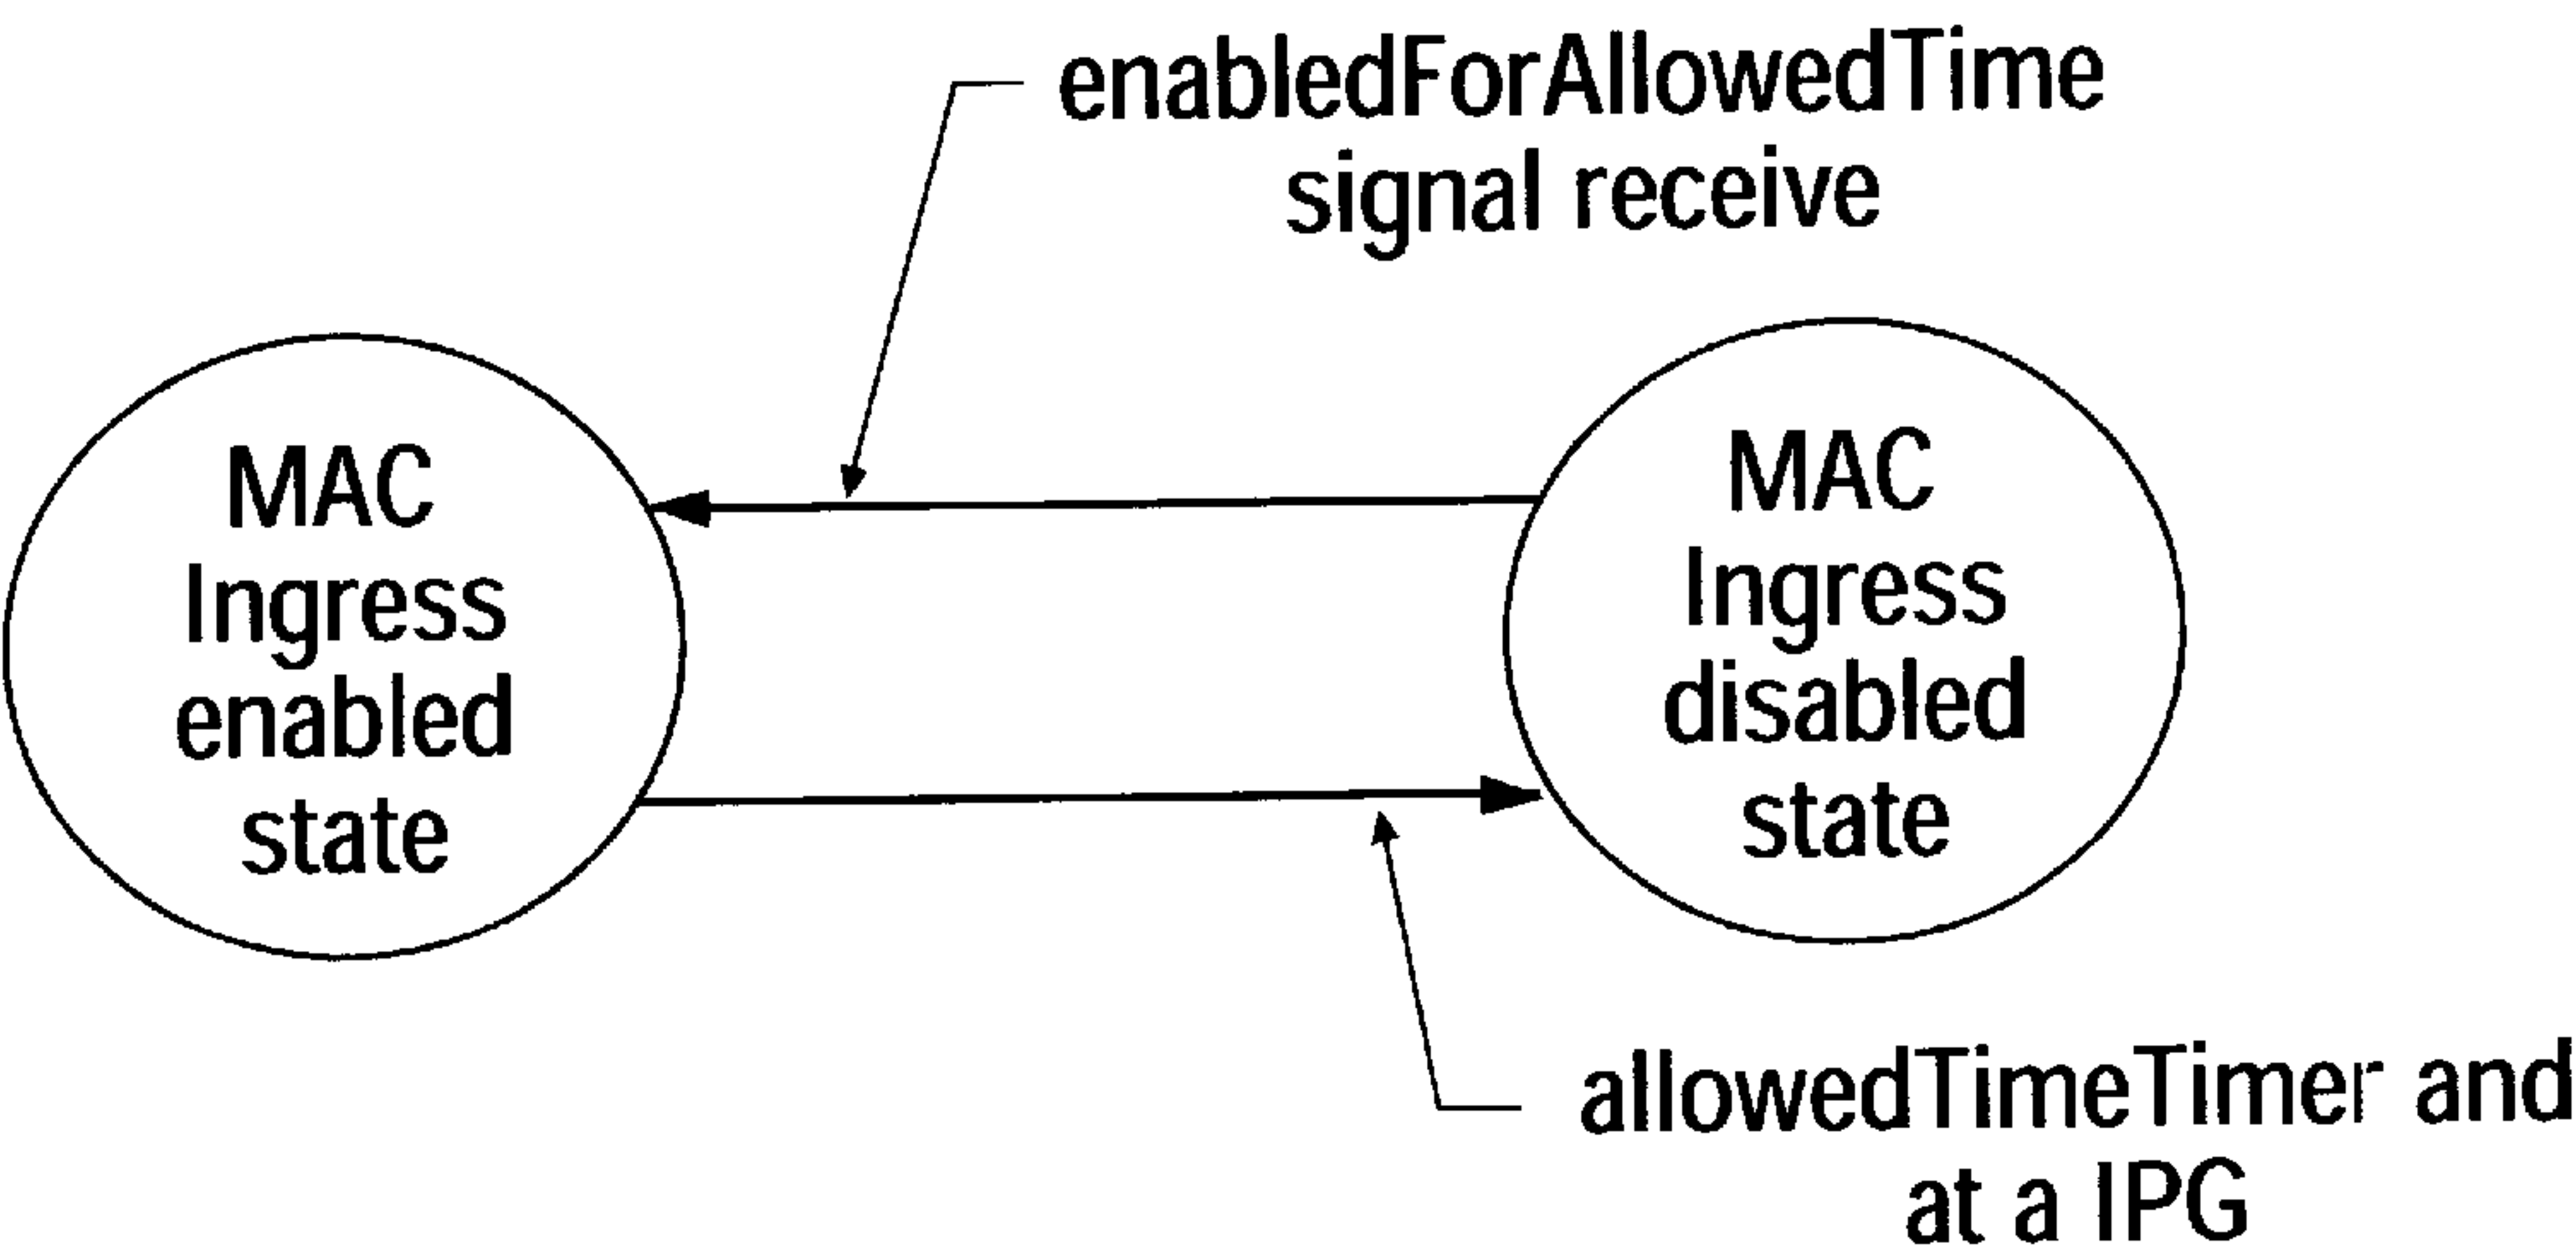 enabledForAllowedTime
signal receive
MAC
Ingress
enabled
state
MAC
Ingress
disabled
state
allowedTimeTimer and
at a IPG